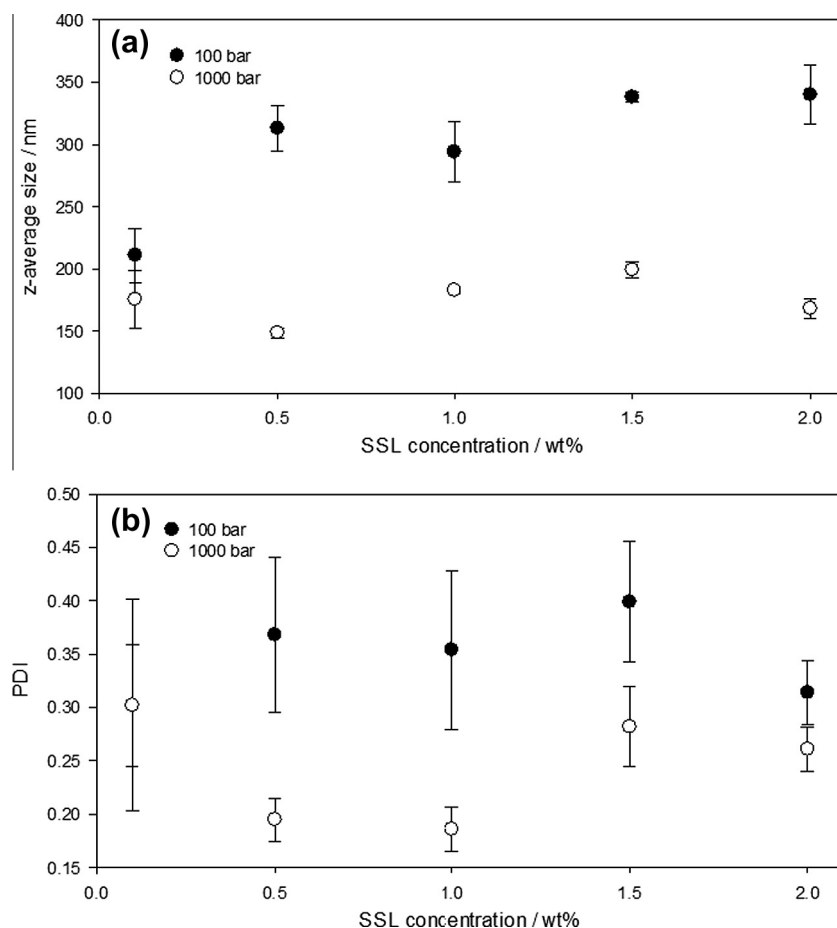 (a)
100 bar
1000 bar
400
350
300
250
200
150
100
z-average size / nm
0.0 0.5 1.0 1.5 2.0
SSL concentration / wt%
(b)
100 bar
1000 bar
0.50
0.45
0.40
0.35
0.30
0.25
0.20
0.15
PDI
0.0 0.5 1.0 1.5 2.0
SSL concentration / wt%